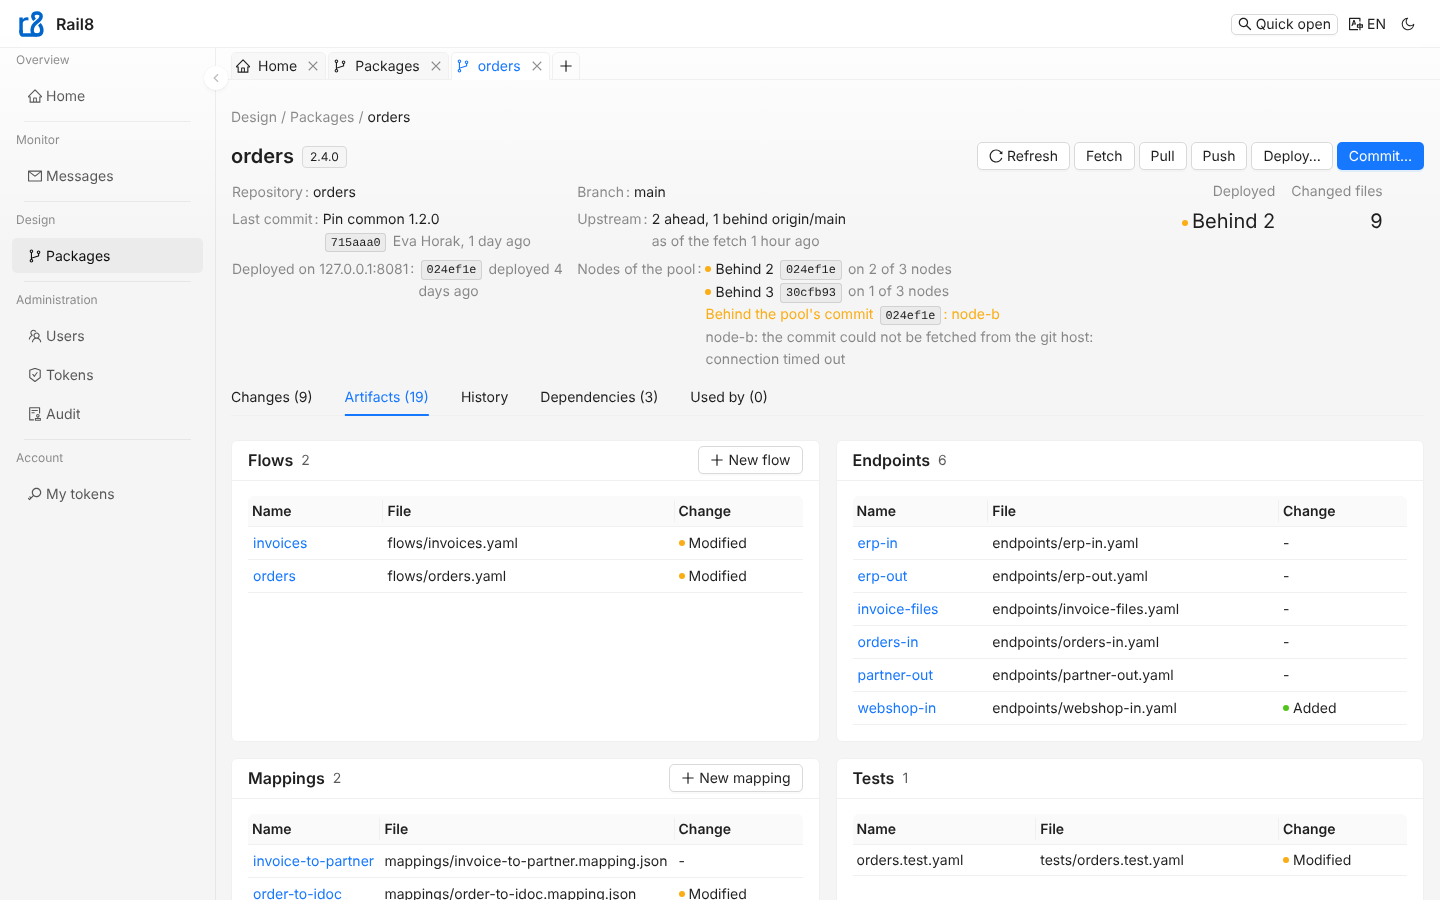 Rail8
Quick open
EN
Overview
Home
Monitor
Messages
Design
Packages
Administration
Users
Tokens
Audit
Account
My tokens
Home
Packages
orders
Design / Packages / orders
orders 2.4.0
Refresh
Fetch
Pull
Push
Deploy...
Commit...
Repository: orders
Branch: main
Deployed
Behind 2
Changed files
9
Last commit: Pin common 1.2.0
715aaa0 Eva Horak, 1 day ago
Upstream: 2 ahead, 1 behind origin/main
as of the fetch 1 hour ago
Deployed on 127.0.0.1:8081: 024ef1e deployed 4
days ago
Nodes of the pool: Behind 2 024ef1e on 2 of 3 nodes
Behind 3 30cfb93 on 1 of 3 nodes
Behind the pool's commit 024ef1e: node-b
node-b: the commit could not be fetched from the git host:
connection timed out
Changes (9)
Artifacts (19)
History
Dependencies (3)
Used by (0)
Flows 2
New flow
Name File Change
invoices flows/invoices.yaml Modified
orders flows/orders.yaml Modified
Endpoints 6
Name File Change
erp-in endpoints/erp-in.yaml -
erp-out endpoints/erp-out.yaml -
invoice-files endpoints/invoice-files.yaml -
orders-in endpoints/orders-in.yaml -
partner-out endpoints/partner-out.yaml -
webshop-in endpoints/webshop-in.yaml Added
Mappings 2
New mapping
Name File Change
invoice-to-partner mappings/invoice-to-partner.mapping.json -
order-to-idoc mappings/order-to-idoc.mapping.json Modified
Tests 1
Name File Change
orders.test.yaml tests/orders.test.yaml Modified